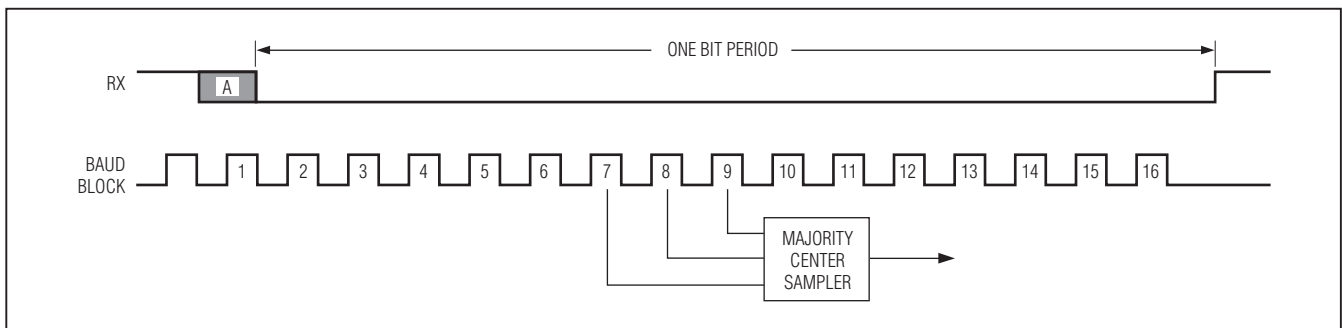 ONE BIT PERIOD
RX
A
BAUD
BLOCK
1 2 3 4 5 6 7 8 9 10 11 12 13 14 15 16
MAJORITY
CENTER
SAMPLER